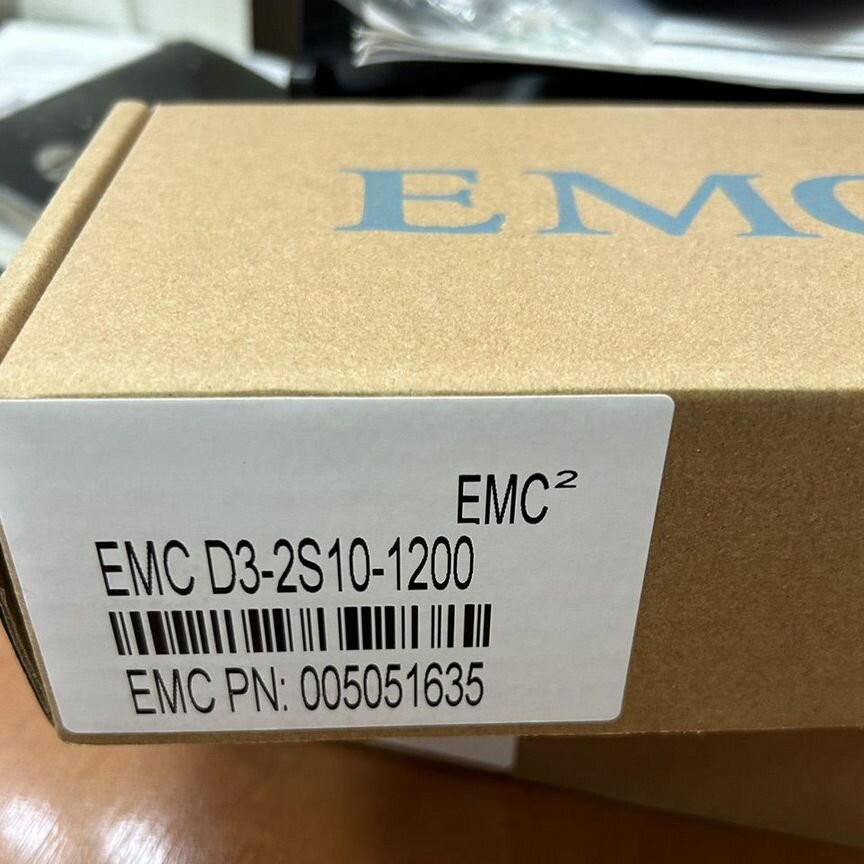 EMC
EMC²
EMC D3-2S10-1200
EMC PN: 005051635